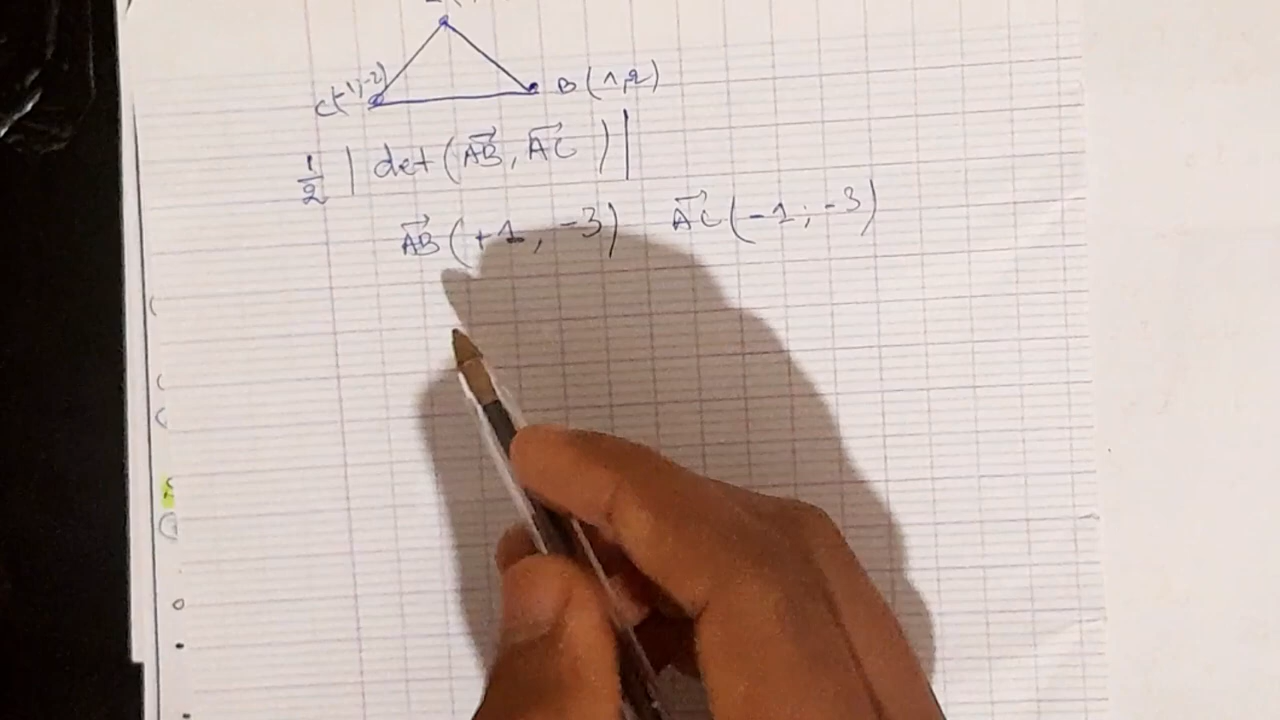 C(-1,-2) B(1,2)
1/2 | det(AB→, AC→)|
AB→(+1, -3) AC→(-1; -3)